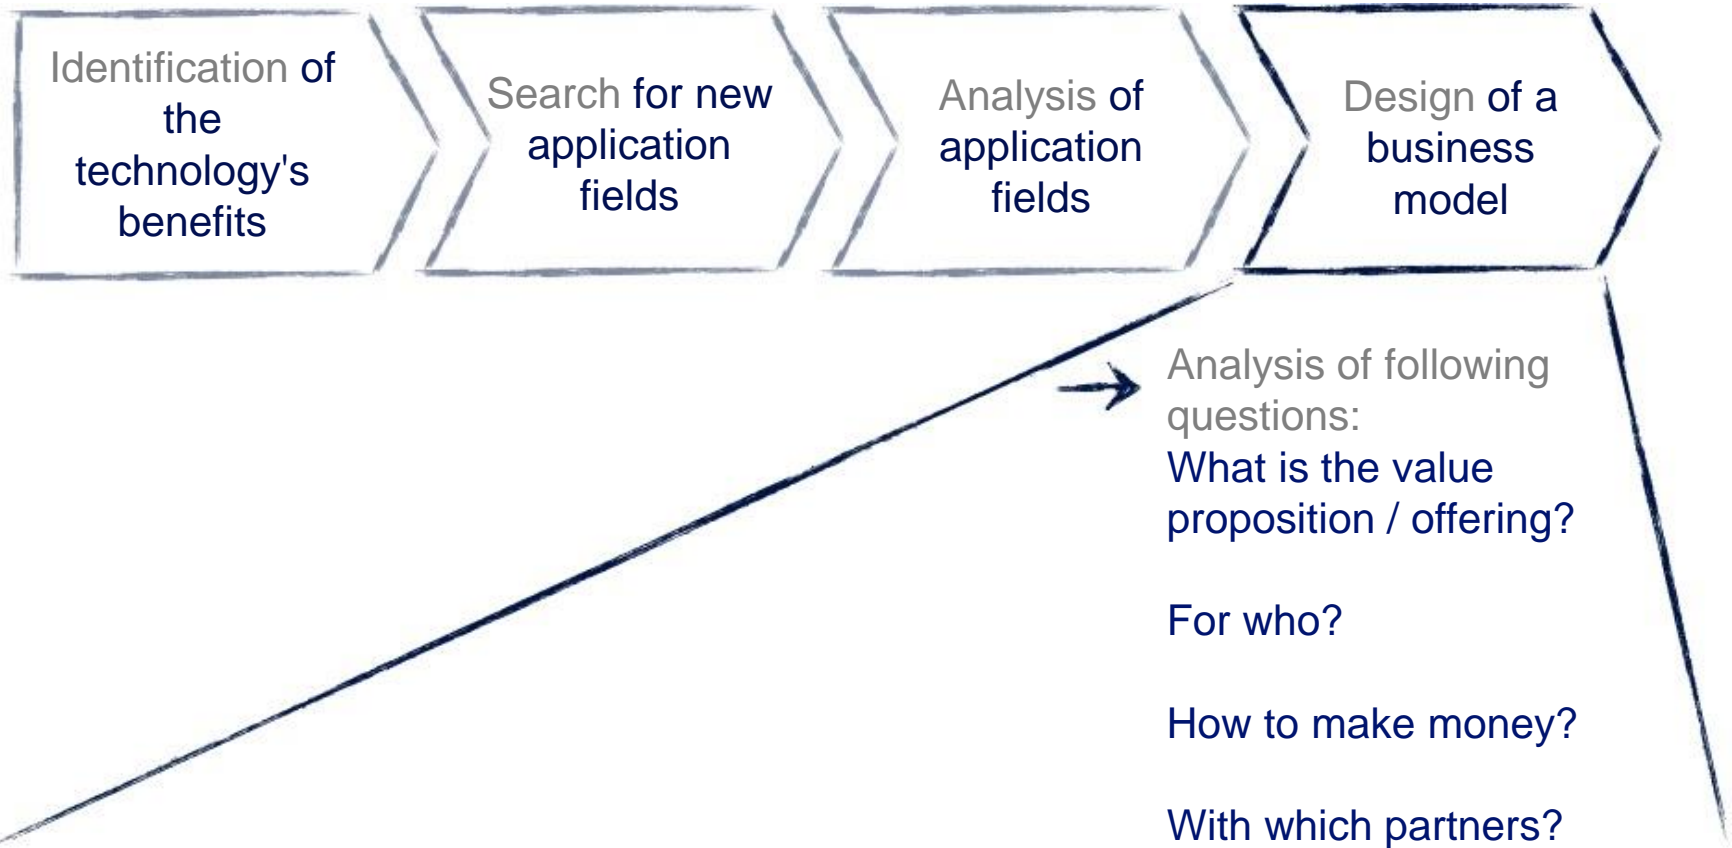 Identification of
the
technology's
benefits
Search for new
application
fields
Analysis of
application
fields
Design of a
business
model
Analysis of following
questions:
What is the value
proposition / offering?
For who?
How to make money?
With which partners?